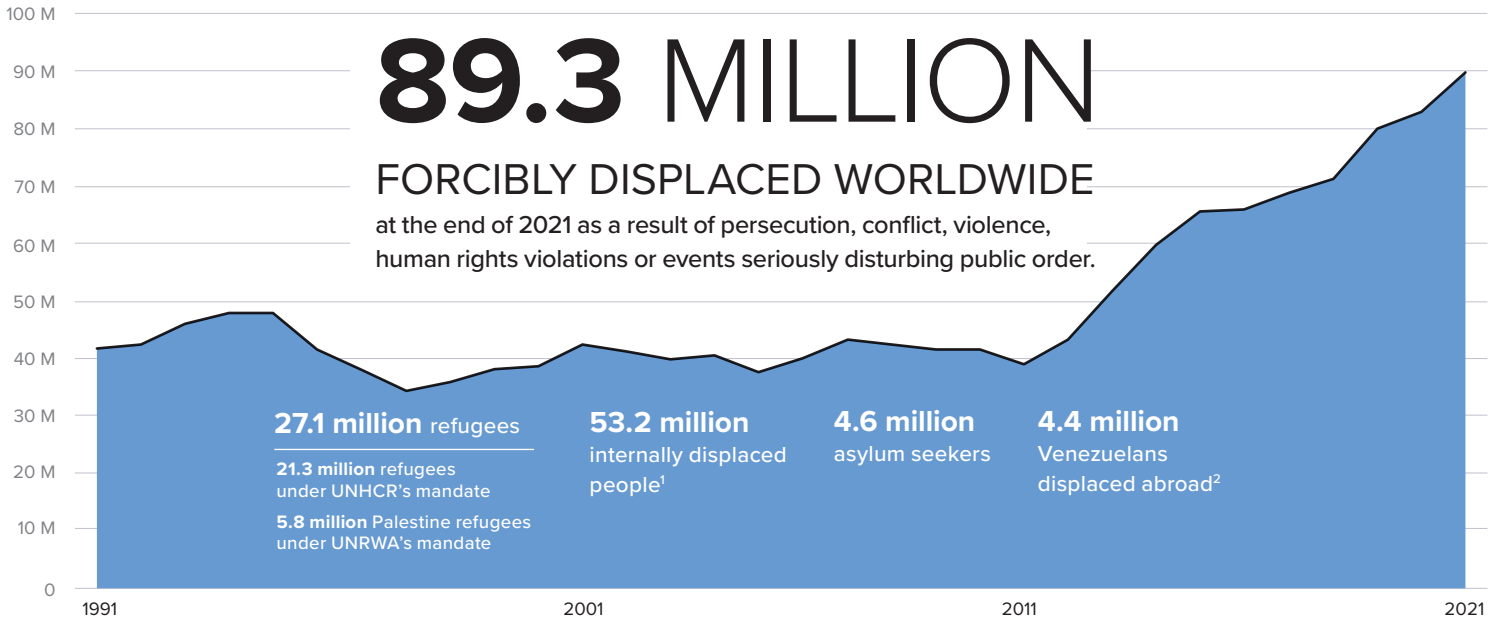 100 M
90 M
80 M
70 M
60 M
50 M
40 M
30 M
20 M
10 M
0
89.3 MILLION
FORCIBLY DISPLACED WORLDWIDE
at the end of 2021 as a result of persecution, conflict, violence,
human rights violations or events seriously disturbing public order.
27.1 million refugees
21.3 million refugees
under UNHCR’s mandate
5.8 million Palestine refugees
under UNRWA’s mandate
53.2 million
internally displaced
people¹
4.6 million
asylum seekers
4.4 million
Venezuelans
displaced abroad²
1991
2001
2011
2021